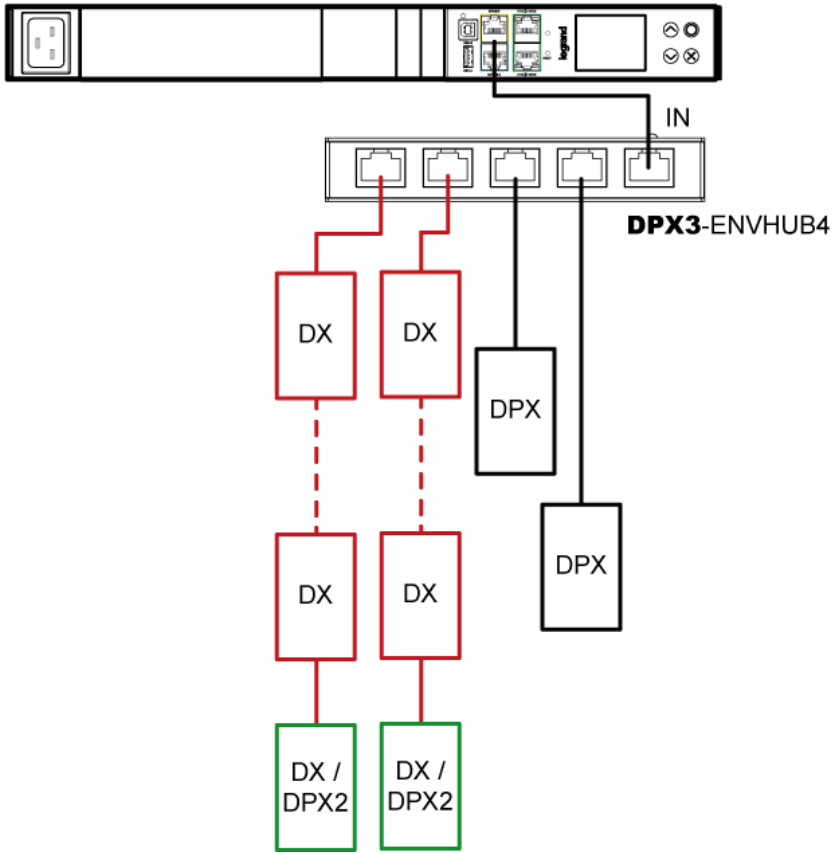 legrand
IN
DPX3-ENVHUB4
DX
DX
DPX
DPX
DX
DX
DX /
DPX2
DX /
DPX2